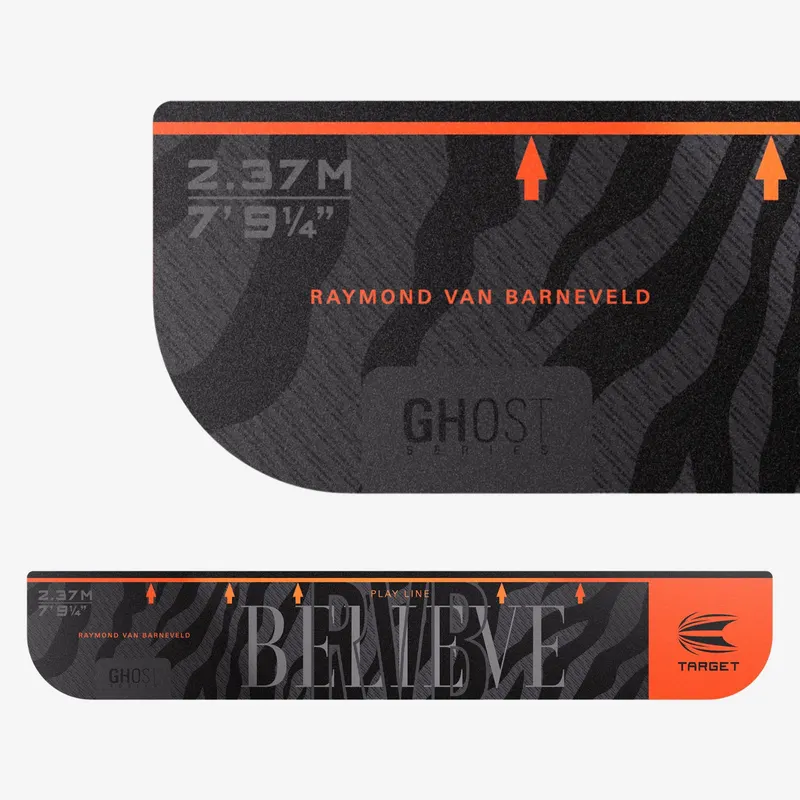 2.37M
7' 9¼"
RAYMOND VAN BARNEVELD
GHOST
SERIES
2.37M
7' 9¼"
PLAY LINE
RAYMOND VAN BARNEVELD
RVB
BELIEVE
GHOST
TARGET